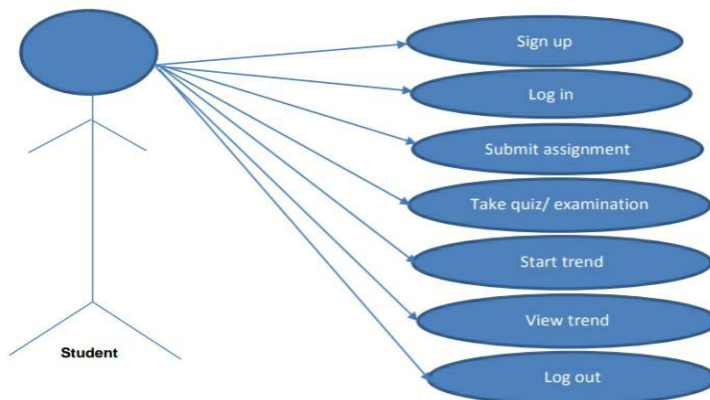 Sign up
Log in
Submit assignment
Take quiz/ examination
Start trend
View trend
Log out
Student